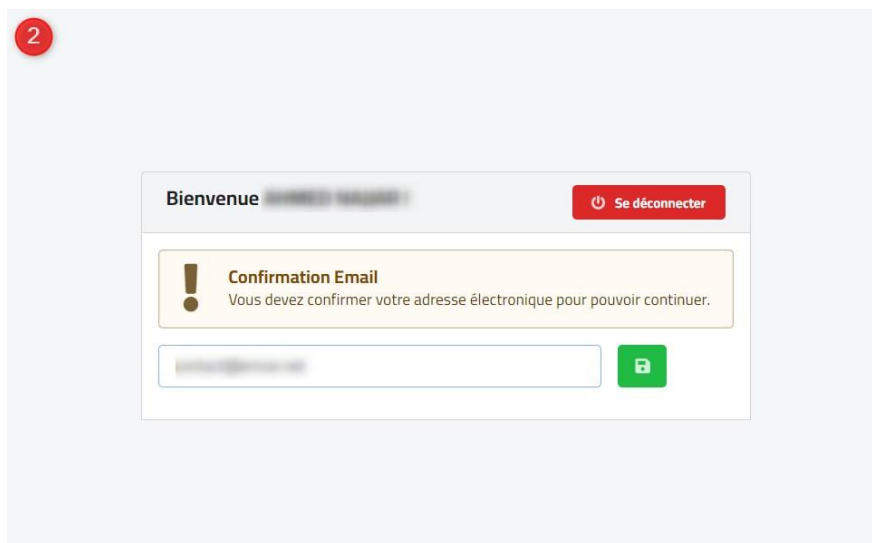 2
Bienvenue
Se déconnecter
Confirmation Email
Vous devez confirmer votre adresse électronique pour pouvoir continuer.